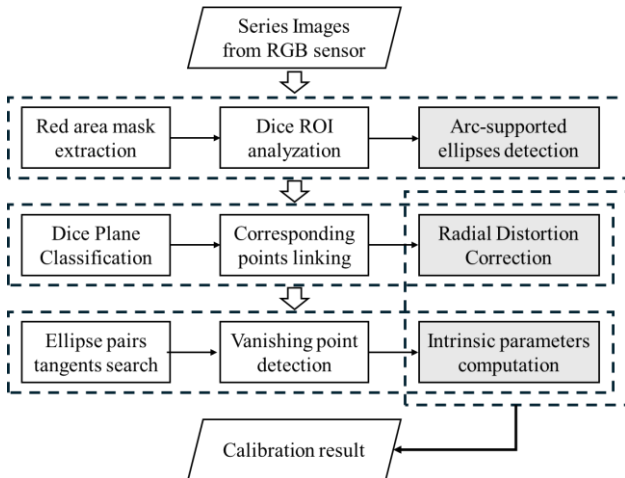 Series Images
from RGB sensor
Red area mask
extraction
Dice ROI
analyzation
Arc-supported
ellipses detection
Dice Plane
Classification
Corresponding
points linking
Radial Distortion
Correction
Ellipse pairs
tangents search
Vanishing point
detection
Intrinsic parameters
computation
Calibration result